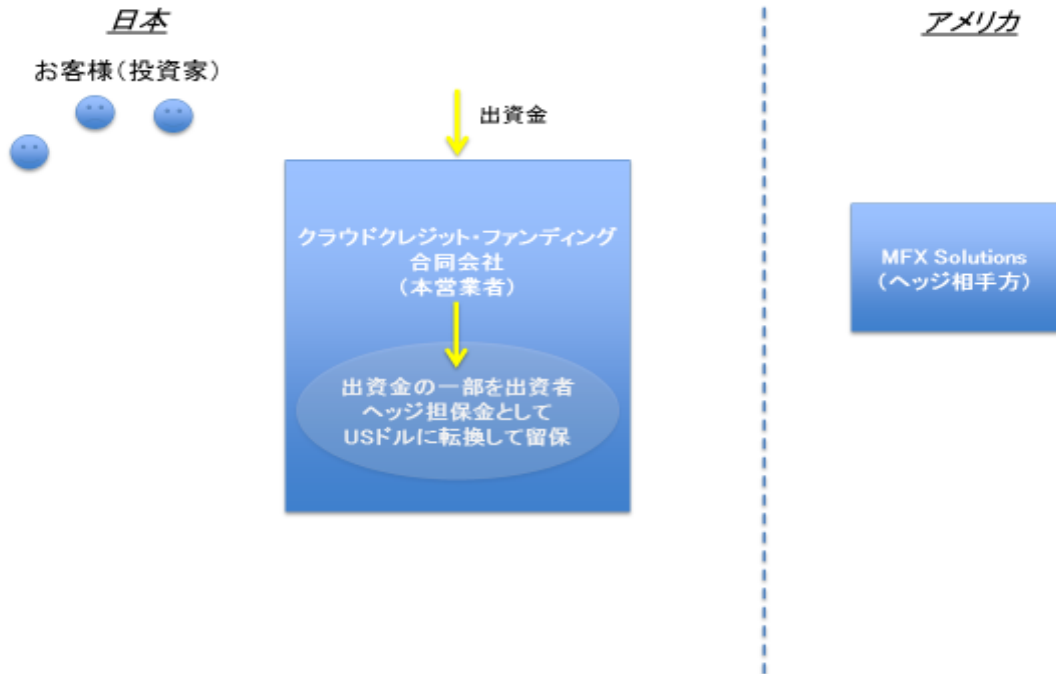 日本
アメリカ
お客様（投資家）
出資金
クラウドクレジット・ファンディング
合同会社
（本営業者）
MFX Solutions
（ヘッジ相手方）
出資金の一部を出資者
ヘッジ担保金として
USドルに転換して留保